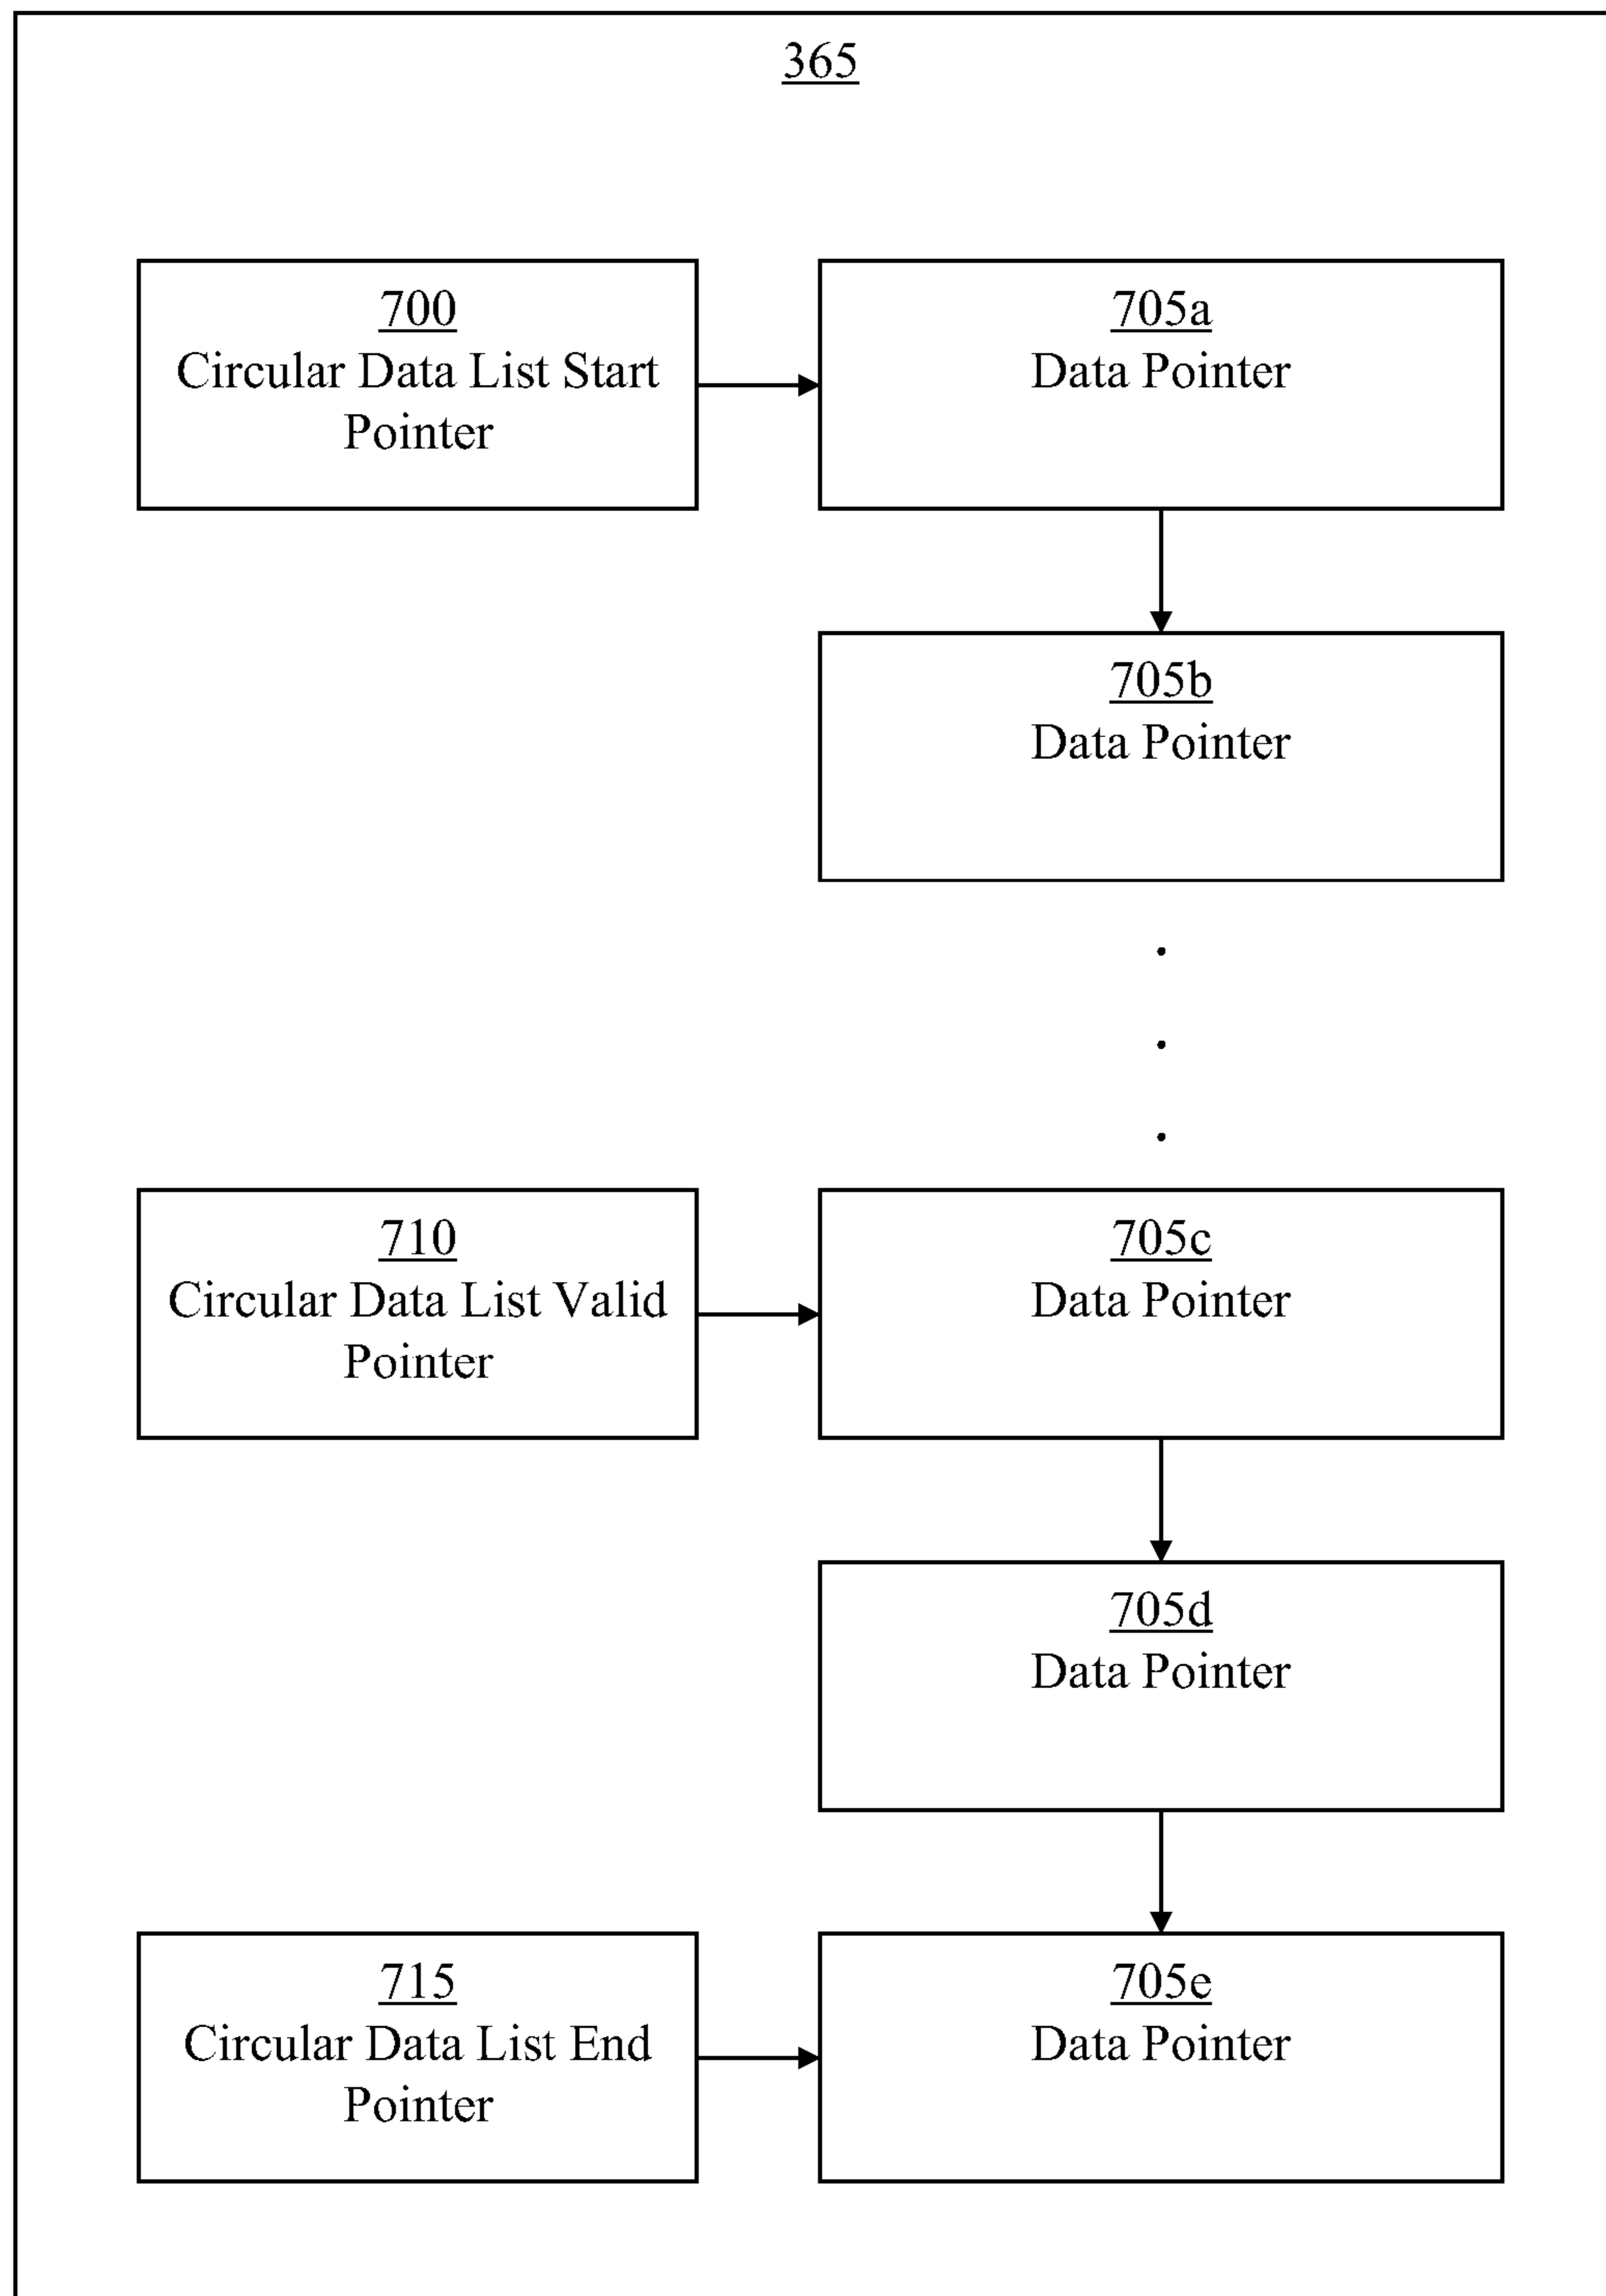 365
700
Circular Data List Start
Pointer
705a
Data Pointer
705b
Data Pointer
.
.
.
710
Circular Data List Valid
Pointer
705c
Data Pointer
705d
Data Pointer
715
Circular Data List End
Pointer
705e
Data Pointer